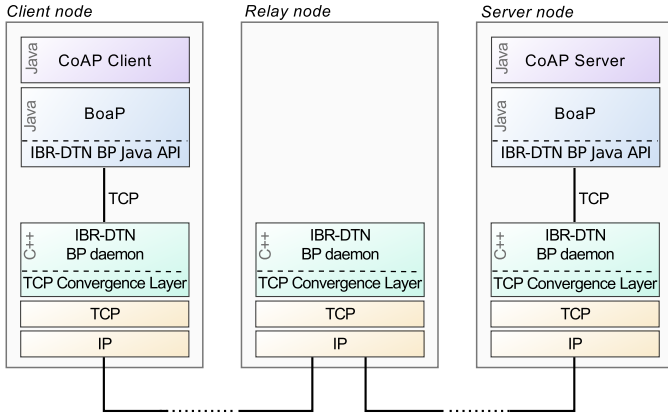 Client node
Java
CoAP Client
Java
BoaP
IBR-DTN BP Java API
TCP
C++
IBR-DTN
BP daemon
TCP Convergence Layer
TCP
IP
Relay node
C++
IBR-DTN
BP daemon
TCP Convergence Layer
TCP
IP
Server node
Java
CoAP Server
Java
BoaP
IBR-DTN BP Java API
TCP
C++
IBR-DTN
BP daemon
TCP Convergence Layer
TCP
IP